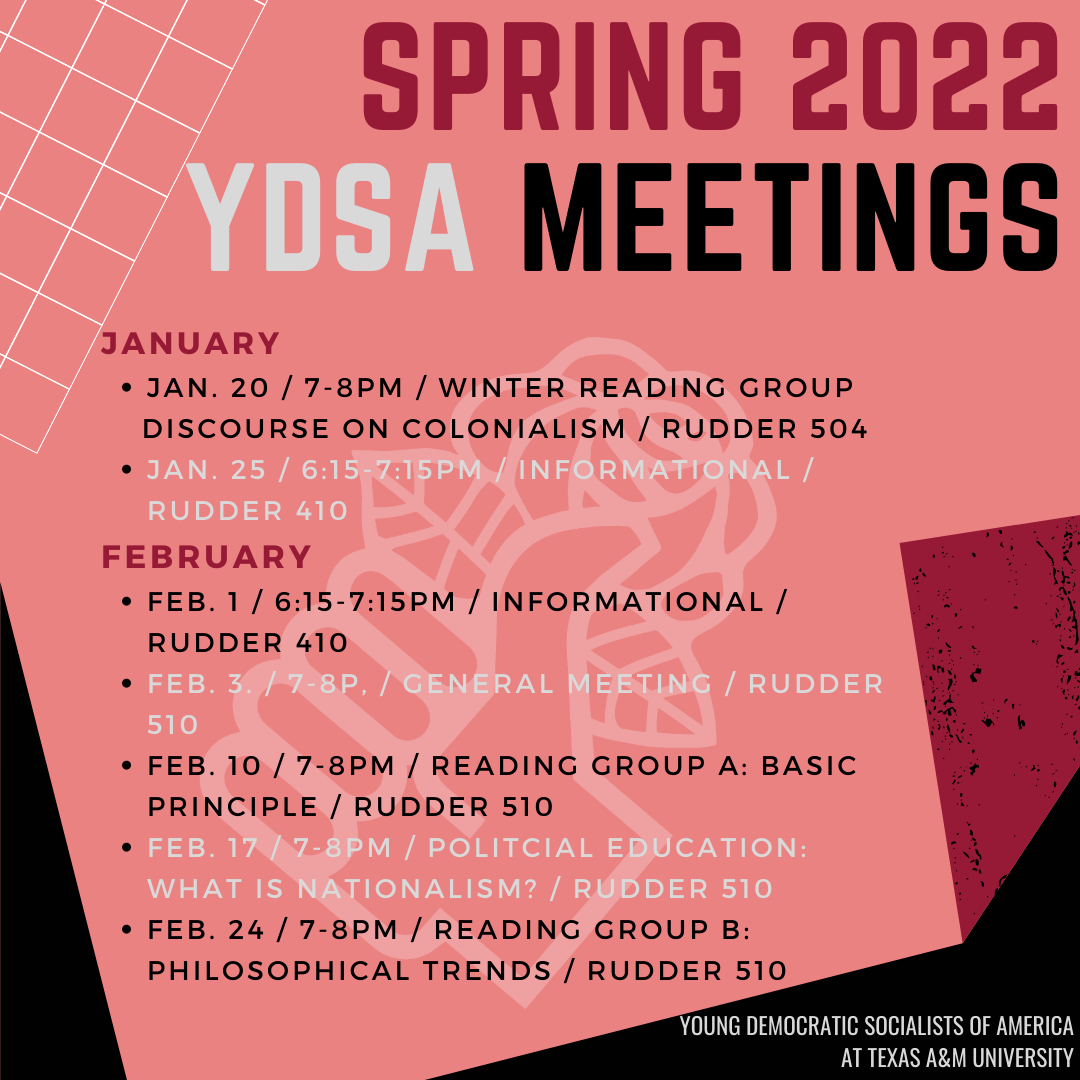 SPRING 2022
YDSA MEETINGS
JANUARY
• JAN. 20 / 7-8PM / WINTER READING GROUP
DISCOURSE ON COLONIALISM / RUDDER 504
• JAN. 25 / 6:15-7:15PM / INFORMATIONAL /
RUDDER 410
FEBRUARY
• FEB. 1 / 6:15-7:15PM / INFORMATIONAL /
RUDDER 410
• FEB. 3. / 7-8P, / GENERAL MEETING / RUDDER
510
• FEB. 10 / 7-8PM / READING GROUP A: BASIC
PRINCIPLE / RUDDER 510
• FEB. 17 / 7-8PM / POLITCIAL EDUCATION:
WHAT IS NATIONALISM? / RUDDER 510
• FEB. 24 / 7-8PM / READING GROUP B:
PHILOSOPHICAL TRENDS / RUDDER 510
YOUNG DEMOCRATIC SOCIALISTS OF AMERICA
AT TEXAS A&M UNIVERSITY